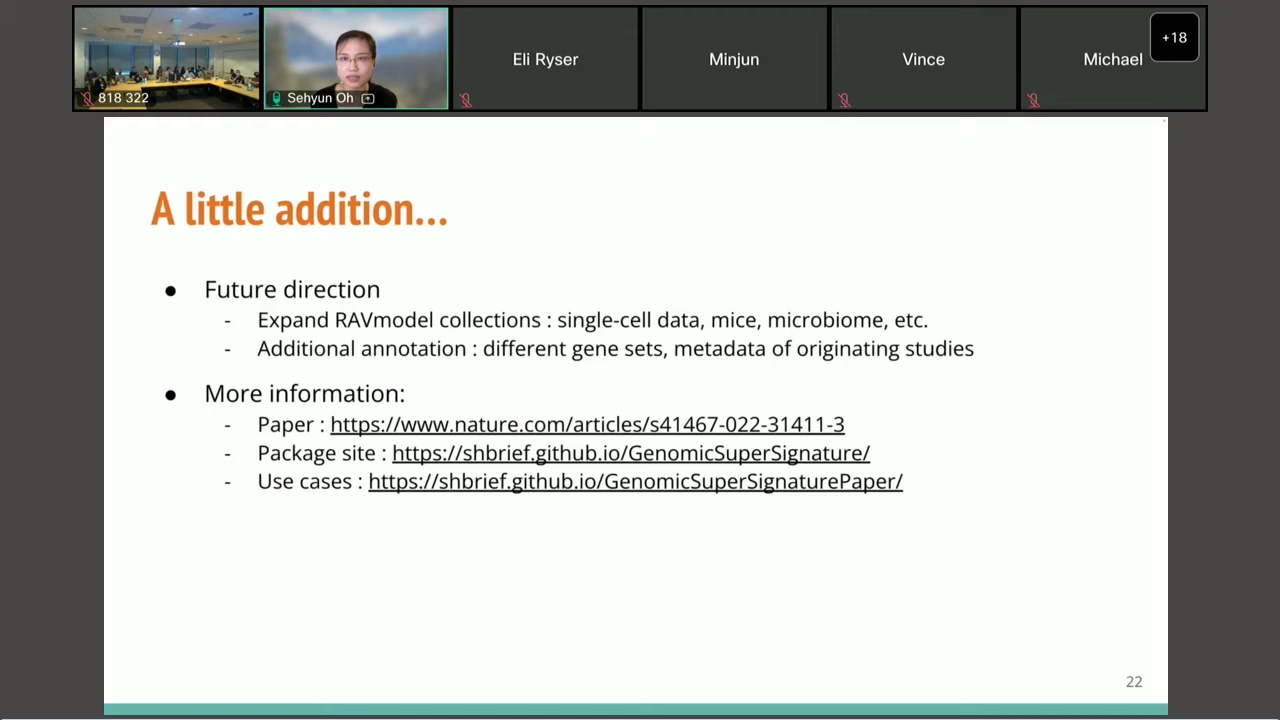 818 322
Sehyun Oh
Eli Ryser
Minjun
Vince
Michael
+18
A little addition...
● Future direction
- Expand RAVmodel collections : single-cell data, mice, microbiome, etc.
- Additional annotation : different gene sets, metadata of originating studies
● More information:
- Paper : https://www.nature.com/articles/s41467-022-31411-3
- Package site : https://shbrief.github.io/GenomicSuperSignature/
- Use cases : https://shbrief.github.io/GenomicSuperSignaturePaper/
22